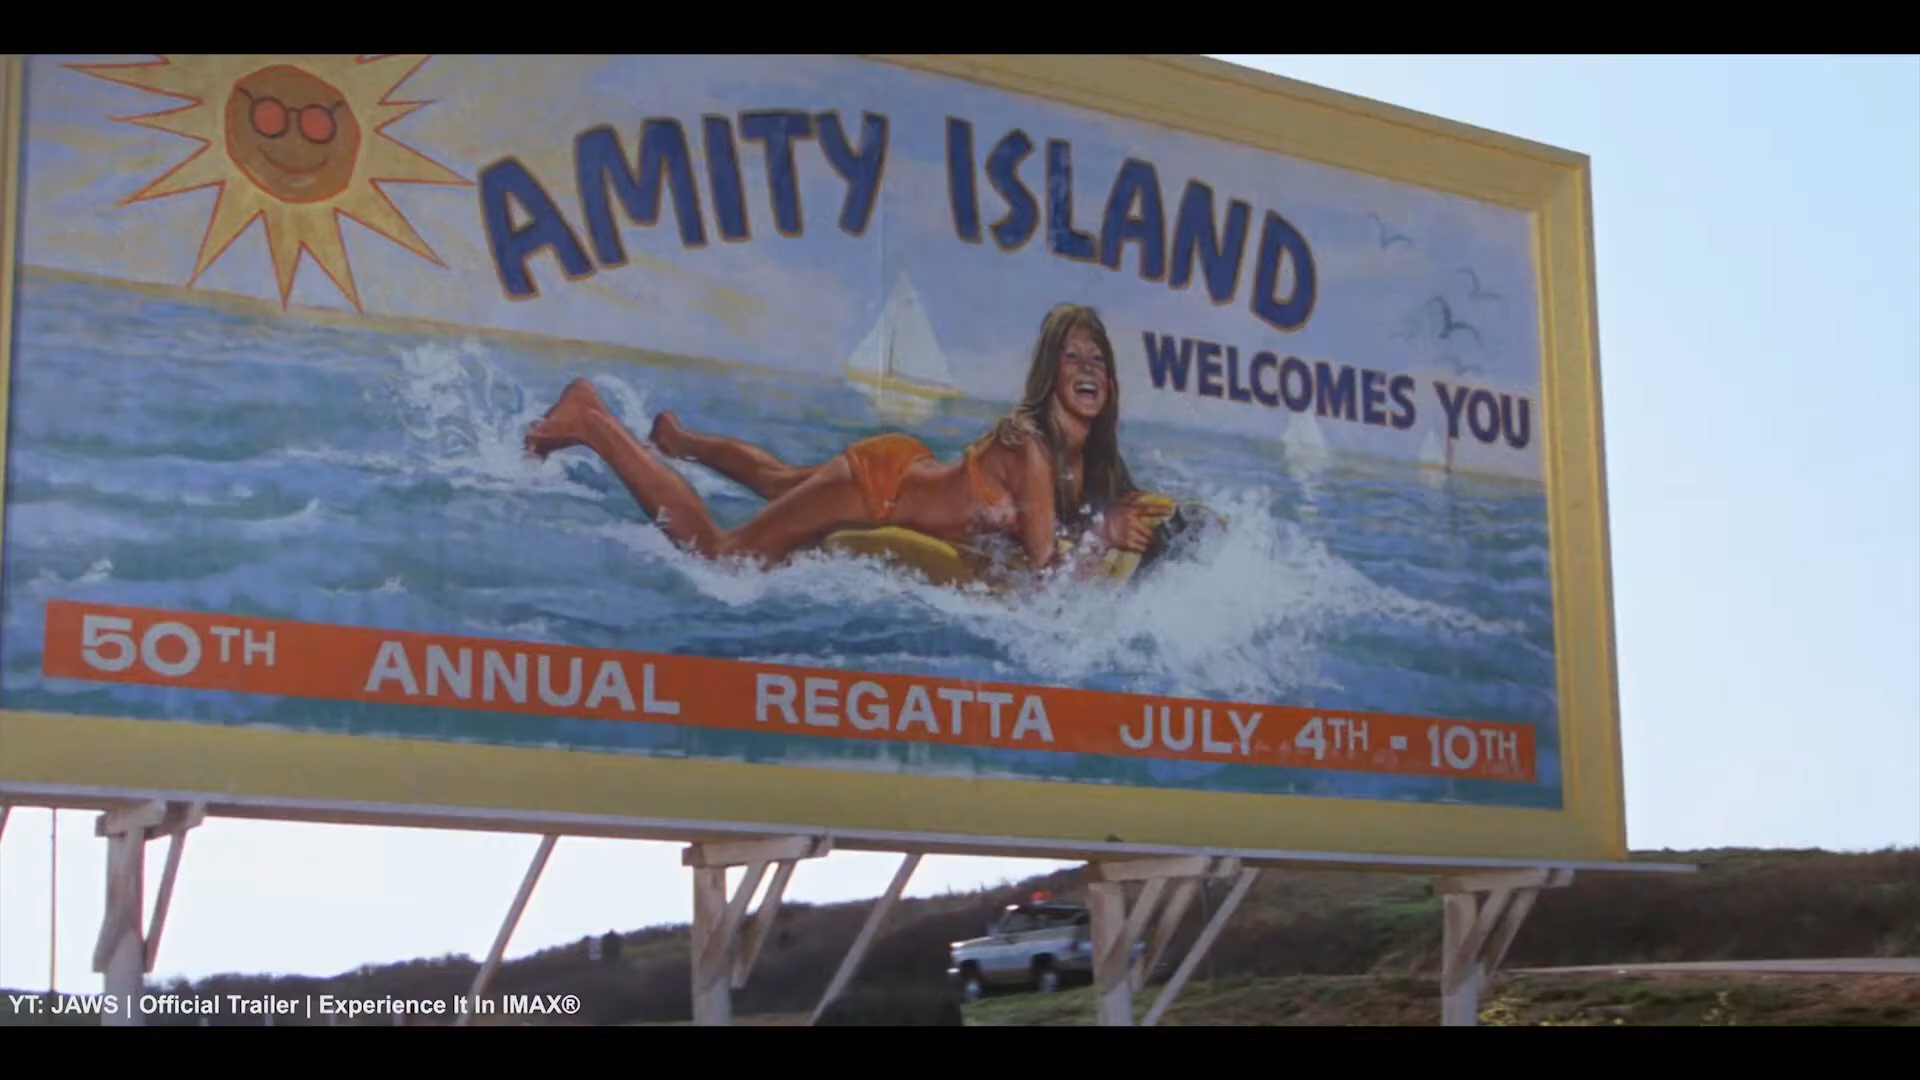 AMITY ISLAND
WELCOMES YOU
50TH ANNUAL REGATTA JULY 4TH - 10TH
YT: JAWS | Official Trailer | Experience It In IMAX®